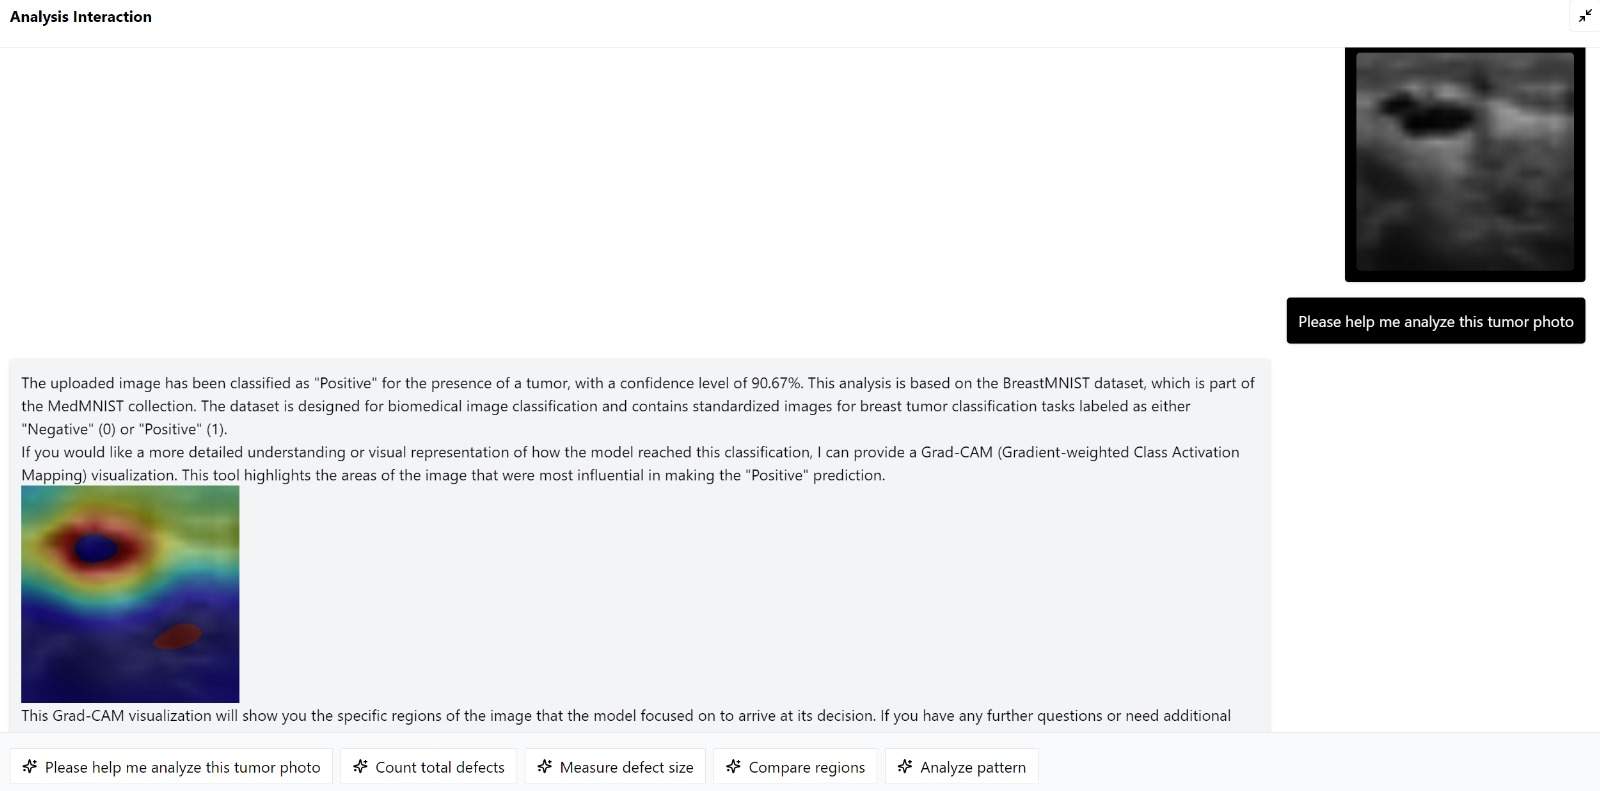 Analysis Interaction
Please help me analyze this tumor photo
The uploaded image has been classified as "Positive" for the presence of a tumor, with a confidence level of 90.67%. This analysis is based on the BreastMNIST dataset, which is part of
the MedMNIST collection. The dataset is designed for biomedical image classification and contains standardized images for breast tumor classification tasks labeled as either
"Negative" (0) or "Positive" (1).
If you would like a more detailed understanding or visual representation of how the model reached this classification, I can provide a Grad-CAM (Gradient-weighted Class Activation
Mapping) visualization. This tool highlights the areas of the image that were most influential in making the "Positive" prediction.
This Grad-CAM visualization will show you the specific regions of the image that the model focused on to arrive at its decision. If you have any further questions or need additional
Please help me analyze this tumor photo
Count total defects
Measure defect size
Compare regions
Analyze pattern